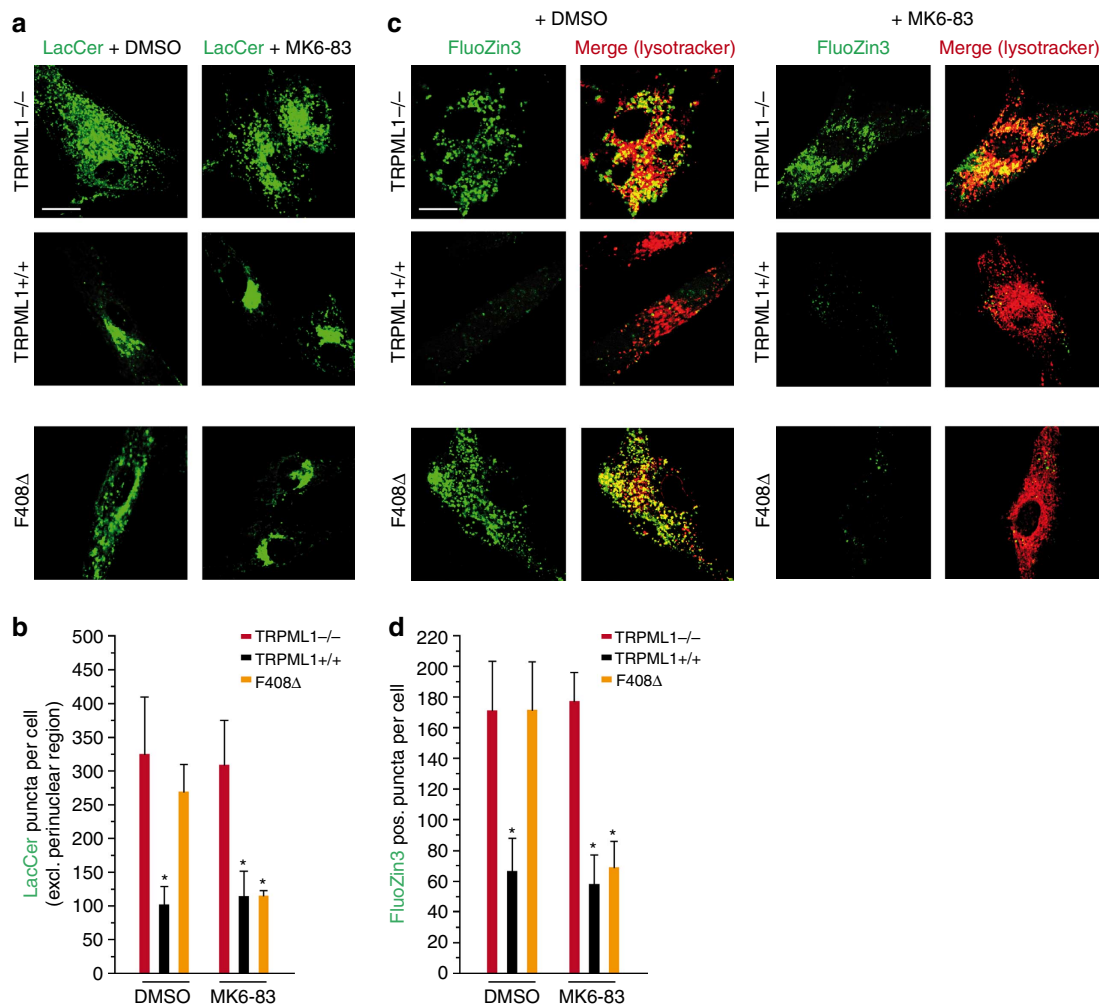 a
LacCer + DMSO
LacCer + MK6-83
TRPML1–/–
TRPML1+/+
F408Δ
c
+ DMSO
+ MK6-83
FluoZin3
Merge (lysotracker)
FluoZin3
Merge (lysotracker)
TRPML1–/–
TRPML1–/–
TRPML1+/+
TRPML1+/+
F408Δ
F408Δ
b
LacCer puncta per cell
(excl. perinuclear region)
500
450
400
350
300
250
200
150
100
50
0
TRPML1–/–
TRPML1+/+
F408Δ
*
*
*
DMSO
MK6-83
d
FluoZin3 pos. puncta per cell
220
200
180
160
140
120
100
80
60
40
20
0
TRPML1–/–
TRPML1+/+
F408Δ
*
*
*
DMSO
MK6-83